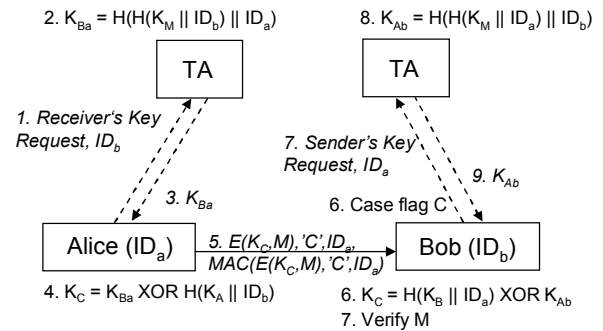 2. K_Ba = H(H(K_M || ID_b) || ID_a)
8. K_Ab = H(H(K_M || ID_a) || ID_b)
TA
TA
1. Receiver's Key
Request, ID_b
7. Sender's Key
Request, ID_a
9. K_Ab
3. K_Ba
6. Case flag C
Alice (ID_a)
5. E(K_C,M),'C',ID_a,
MAC(E(K_C,M),'C',ID_a)
Bob (ID_b)
4. K_C = K_Ba XOR H(K_A || ID_b)
6. K_C = H(K_B || ID_a) XOR K_Ab
7. Verify M